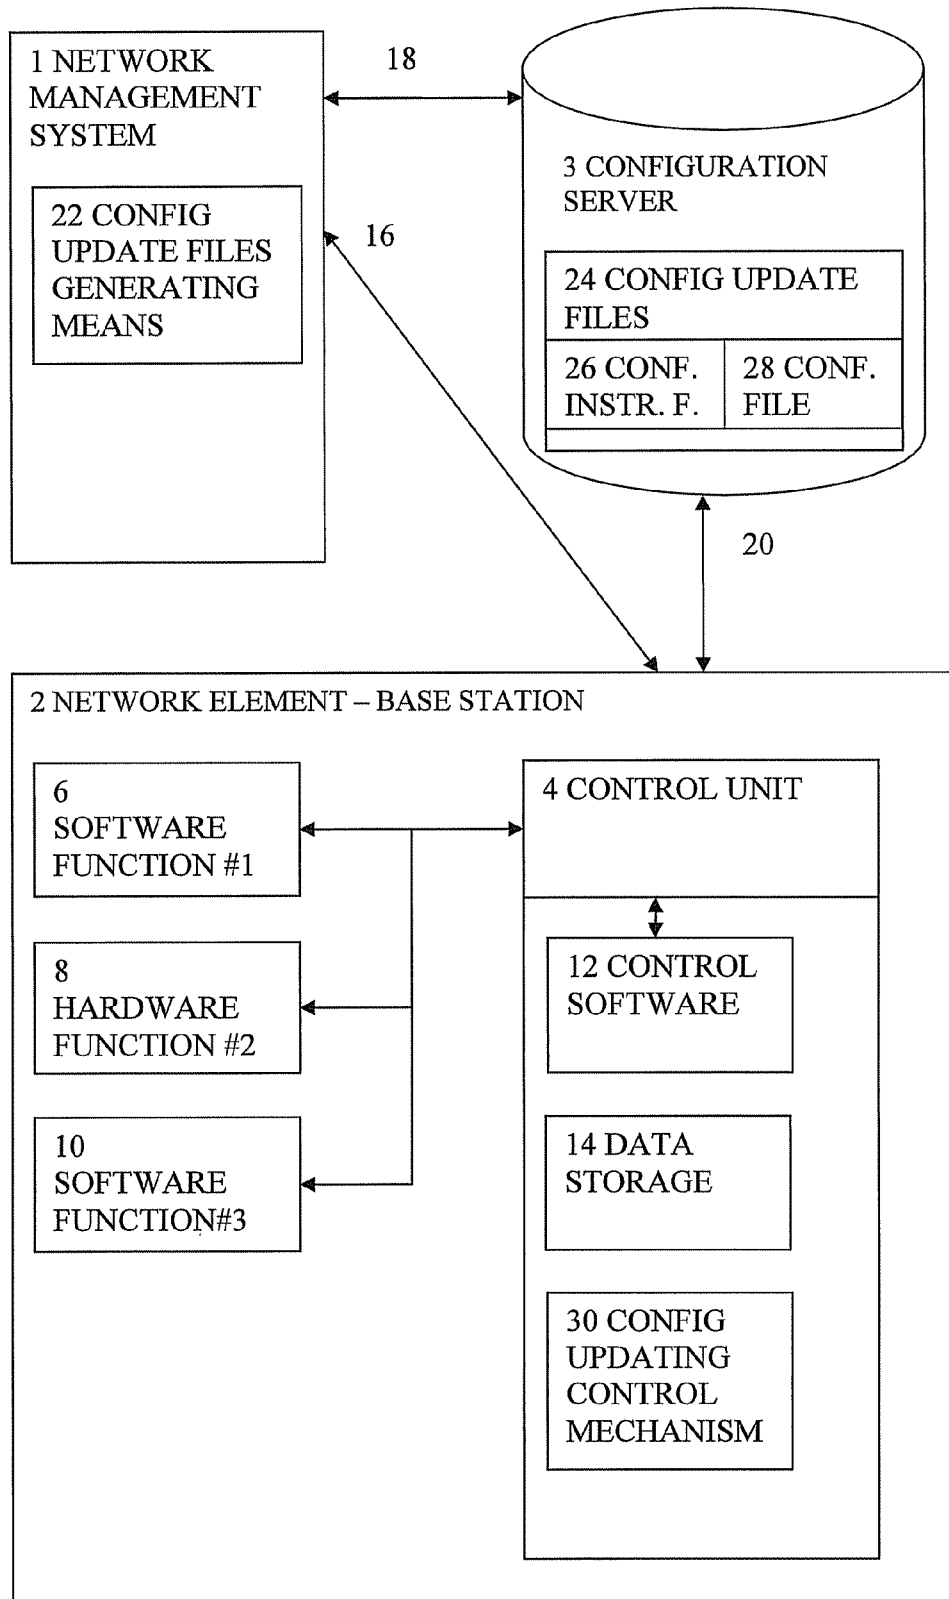 1 NETWORK
MANAGEMENT
SYSTEM
22 CONFIG
UPDATE FILES
GENERATING
MEANS
18
16
3 CONFIGURATION
SERVER
24 CONFIG UPDATE
FILES
26 CONF.
INSTR. F.
28 CONF.
FILE
20
2 NETWORK ELEMENT – BASE STATION
6
SOFTWARE
FUNCTION #1
8
HARDWARE
FUNCTION #2
10
SOFTWARE
FUNCTION#3
4 CONTROL UNIT
12 CONTROL
SOFTWARE
14 DATA
STORAGE
30 CONFIG
UPDATING
CONTROL
MECHANISM